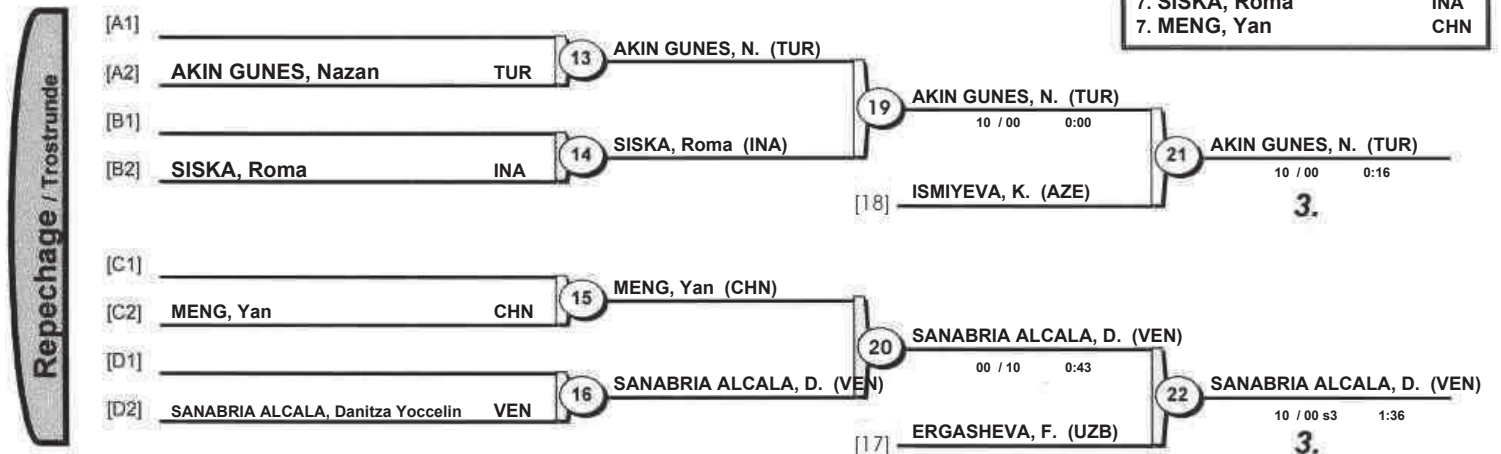 7. SISKA, Roma INA
7. MENG, Yan CHN
Repechage / Trostrunde
[A1]
[A2] AKIN GUNES, Nazan TUR
13
AKIN GUNES, N. (TUR)
[B1]
[B2] SISKA, Roma INA
14
SISKA, Roma (INA)
19
AKIN GUNES, N. (TUR)
10 / 00 0:00
[18] ISMIYEVA, K. (AZE)
21
AKIN GUNES, N. (TUR)
10 / 00 0:16
3.
[C1]
[C2] MENG, Yan CHN
15
MENG, Yan (CHN)
[D1]
[D2] SANABRIA ALCALA, Danitza Yoccelin VEN
16
SANABRIA ALCALA, D. (VEN)
20
SANABRIA ALCALA, D. (VEN)
00 / 10 0:43
[17] ERGASHEVA, F. (UZB)
22
SANABRIA ALCALA, D. (VEN)
10 / 00 s3 1:36
3.